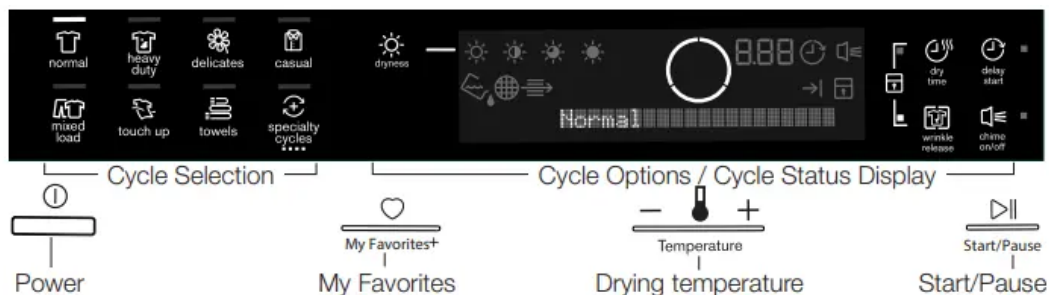 normal
heavy
duty
delicates
casual
dryness
8.88
Normal
dry
time
delay
start
mixed
load
touch up
towels
specialty
cycles
wrinkle
release
chime
on/off
Cycle Selection
Cycle Options / Cycle Status Display
My Favorites+
− +
Temperature
Start/Pause
Power
My Favorites
Drying temperature
Start/Pause